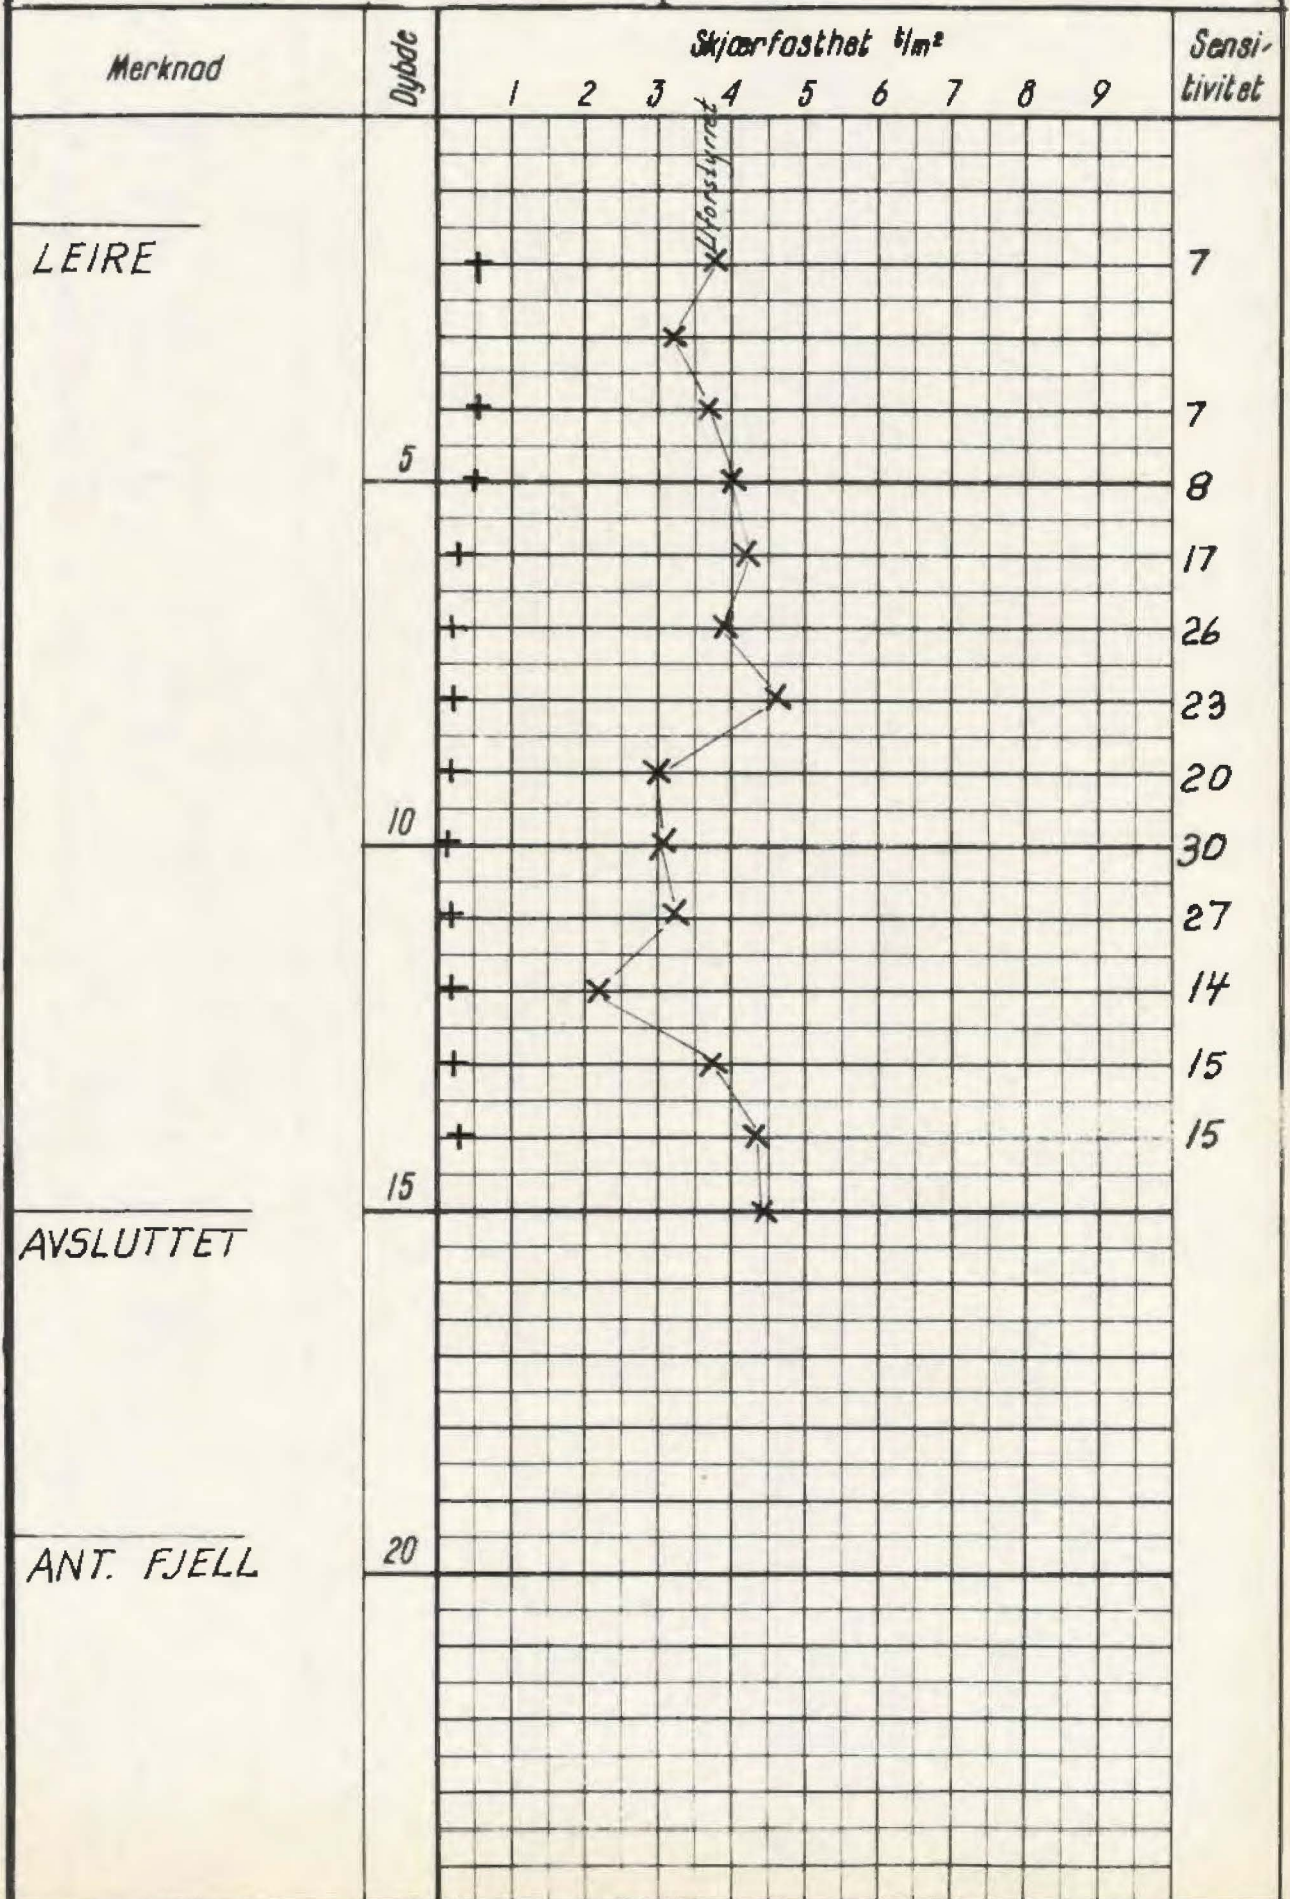 Merknad
Dybde
Skjærfasthet t/m²
Sensi-
tivitet
1 2 3 4 5 6 7 8 9
Uforstyrret
LEIRE
7
7
5
8
17
26
23
20
10
30
27
14
15
15
15
AVSLUTTET
20
ANT. FJELL